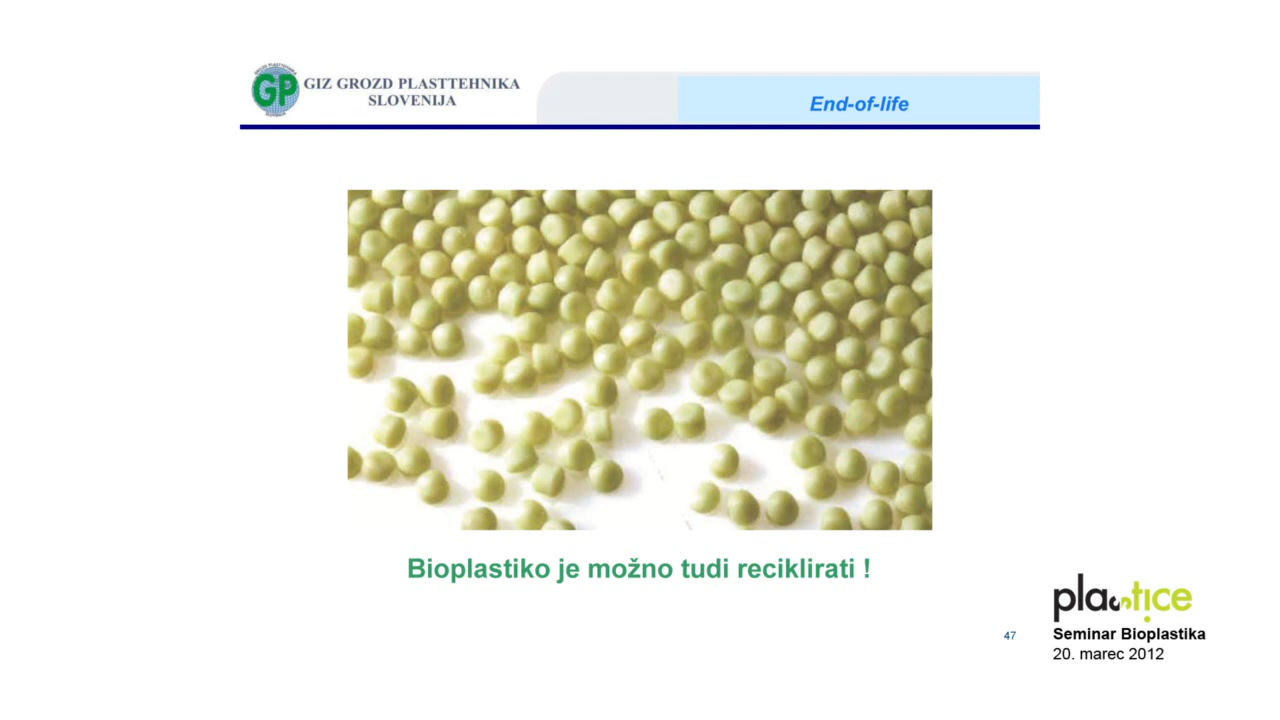 GP
GIZ GROZD PLASTTEHNIKA
SLOVENIJA
End-of-life
Bioplastiko je možno tudi reciklirati !
47
plastice
Seminar Bioplastika
20. marec 2012